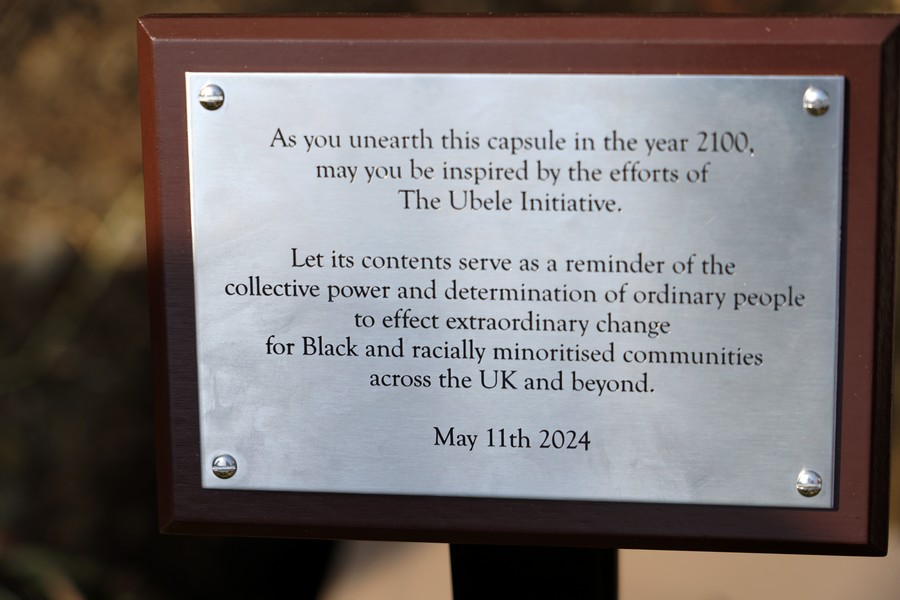 As you unearth this capsule in the year 2100,
may you be inspired by the efforts of
The Ubele Initiative.
Let its contents serve as a reminder of the
collective power and determination of ordinary people
to effect extraordinary change
for Black and racially minoritised communities
across the UK and beyond.
May 11th 2024